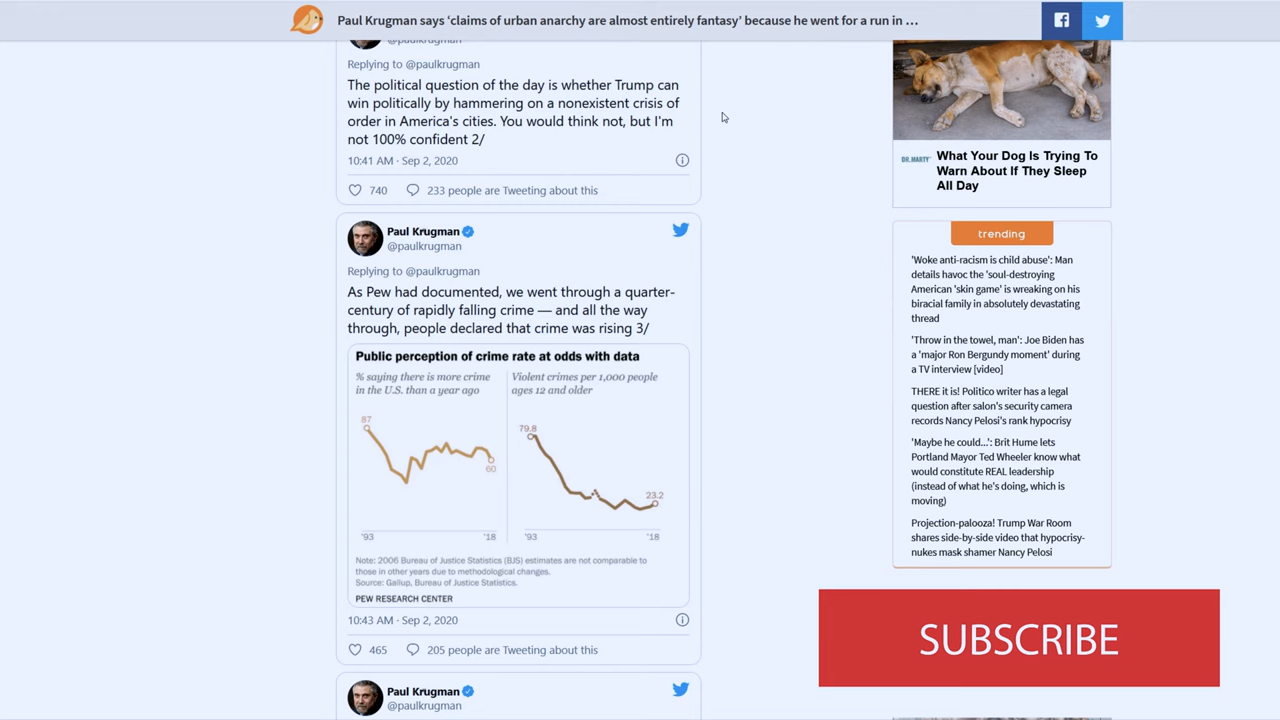 Paul Krugman says ‘claims of urban anarchy are almost entirely fantasy’ because he went for a run in …
@paulkrugman
Replying to @paulkrugman
The political question of the day is whether Trump can
win politically by hammering on a nonexistent crisis of
order in America's cities. You would think not, but I'm
not 100% confident 2/
10:41 AM · Sep 2, 2020
740
233 people are Tweeting about this
Paul Krugman
@paulkrugman
Replying to @paulkrugman
As Pew had documented, we went through a quarter-
century of rapidly falling crime — and all the way
through, people declared that crime was rising 3/
Public perception of crime rate at odds with data
% saying there is more crime
in the U.S. than a year ago
Violent crimes per 1,000 people
ages 12 and older
87
60
'93
'18
79.8
23.2
'93
'18
Note: 2006 Bureau of Justice Statistics (BJS) estimates are not comparable to
those in other years due to methodological changes.
Source: Gallup, Bureau of Justice Statistics.
PEW RESEARCH CENTER
10:43 AM · Sep 2, 2020
465
205 people are Tweeting about this
Paul Krugman
@paulkrugman
DR. MARTY
What Your Dog Is Trying To
Warn About If They Sleep
All Day
trending
'Woke anti-racism is child abuse': Man
details havoc the 'soul-destroying
American 'skin game' is wreaking on his
biracial family in absolutely devastating
thread
'Throw in the towel, man': Joe Biden has
a 'major Ron Bergundy moment' during
a TV interview [video]
THERE it is! Politico writer has a legal
question after salon's security camera
records Nancy Pelosi's rank hypocrisy
'Maybe he could...': Brit Hume lets
Portland Mayor Ted Wheeler know what
would constitute REAL leadership
(instead of what he's doing, which is
moving)
Projection-palooza! Trump War Room
shares side-by-side video that hypocrisy-
nukes mask shamer Nancy Pelosi
SUBSCRIBE